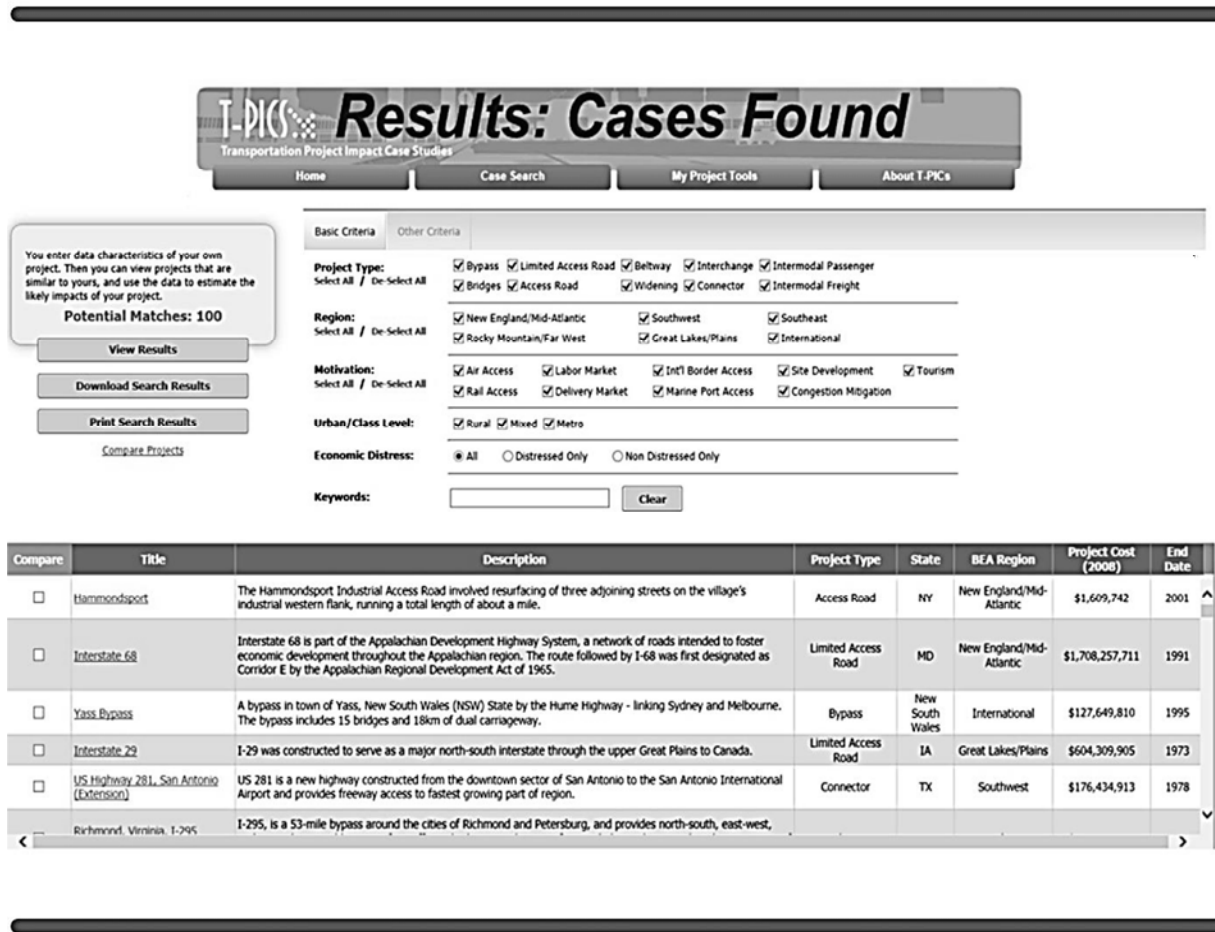 T-PICs
Results: Cases Found
Transportation Project Impact Case Studies
Home Case Search My Project Tools About T-PICs
You enter data characteristics of your own
project. Then you can view projects that are
similar to yours, and use the data to estimate the
likely impacts of your project.
Potential Matches: 100
View Results
Download Search Results
Print Search Results
Compare Projects
Basic Criteria Other Criteria
Project Type:
Select All / De-Select All
Bypass Limited Access Road Beltway Interchange Intermodal Passenger
Bridges Access Road Widening Connector Intermodal Freight
Region:
Select All / De-Select All
New England/Mid-Atlantic Southwest Southeast
Rocky Mountain/Far West Great Lakes/Plains International
Motivation:
Select All / De-Select All
Air Access Labor Market Int'l Border Access Site Development Tourism
Rail Access Delivery Market Marine Port Access Congestion Mitigation
Urban/Class Level: Rural Mixed Metro
Economic Distress: All Distressed Only Non Distressed Only
Keywords: Clear
Compare Title Description Project Type State BEA Region Project Cost (2008) End Date
Hammondsport
The Hammondsport Industrial Access Road involved resurfacing of three adjoining streets on the village's
industrial western flank, running a total length of about a mile.
Access Road NY New England/Mid-
Atlantic
$1,609,742 2001
Interstate 68
Interstate 68 is part of the Appalachian Development Highway System, a network of roads intended to foster
economic development throughout the Appalachian region. The route followed by I-68 was first designated as
Corridor E by the Appalachian Regional Development Act of 1965.
Limited Access
Road
MD
New England/Mid-
Atlantic
$1,708,257,711 1991
Yass Bypass
A bypass in town of Yass, New South Wales (NSW) State by the Hume Highway - linking Sydney and Melbourne.
The bypass includes 15 bridges and 18km of dual carriageway.
Bypass
New
South
Wales
International $127,649,810 1995
Interstate 29
I-29 was constructed to serve as a major north-south interstate through the upper Great Plains to Canada.
Limited Access
Road
IA Great Lakes/Plains $604,309,905 1973
US Highway 281, San Antonio
(Extension)
US 281 is a new highway constructed from the downtown sector of San Antonio to the San Antonio International
Airport and provides freeway access to fastest growing part of region.
Connector TX Southwest $176,434,913 1978
Richmond, Virginia, I-295
I-295, is a 53-mile bypass around the cities of Richmond and Petersburg, and provides north-south, east-west,